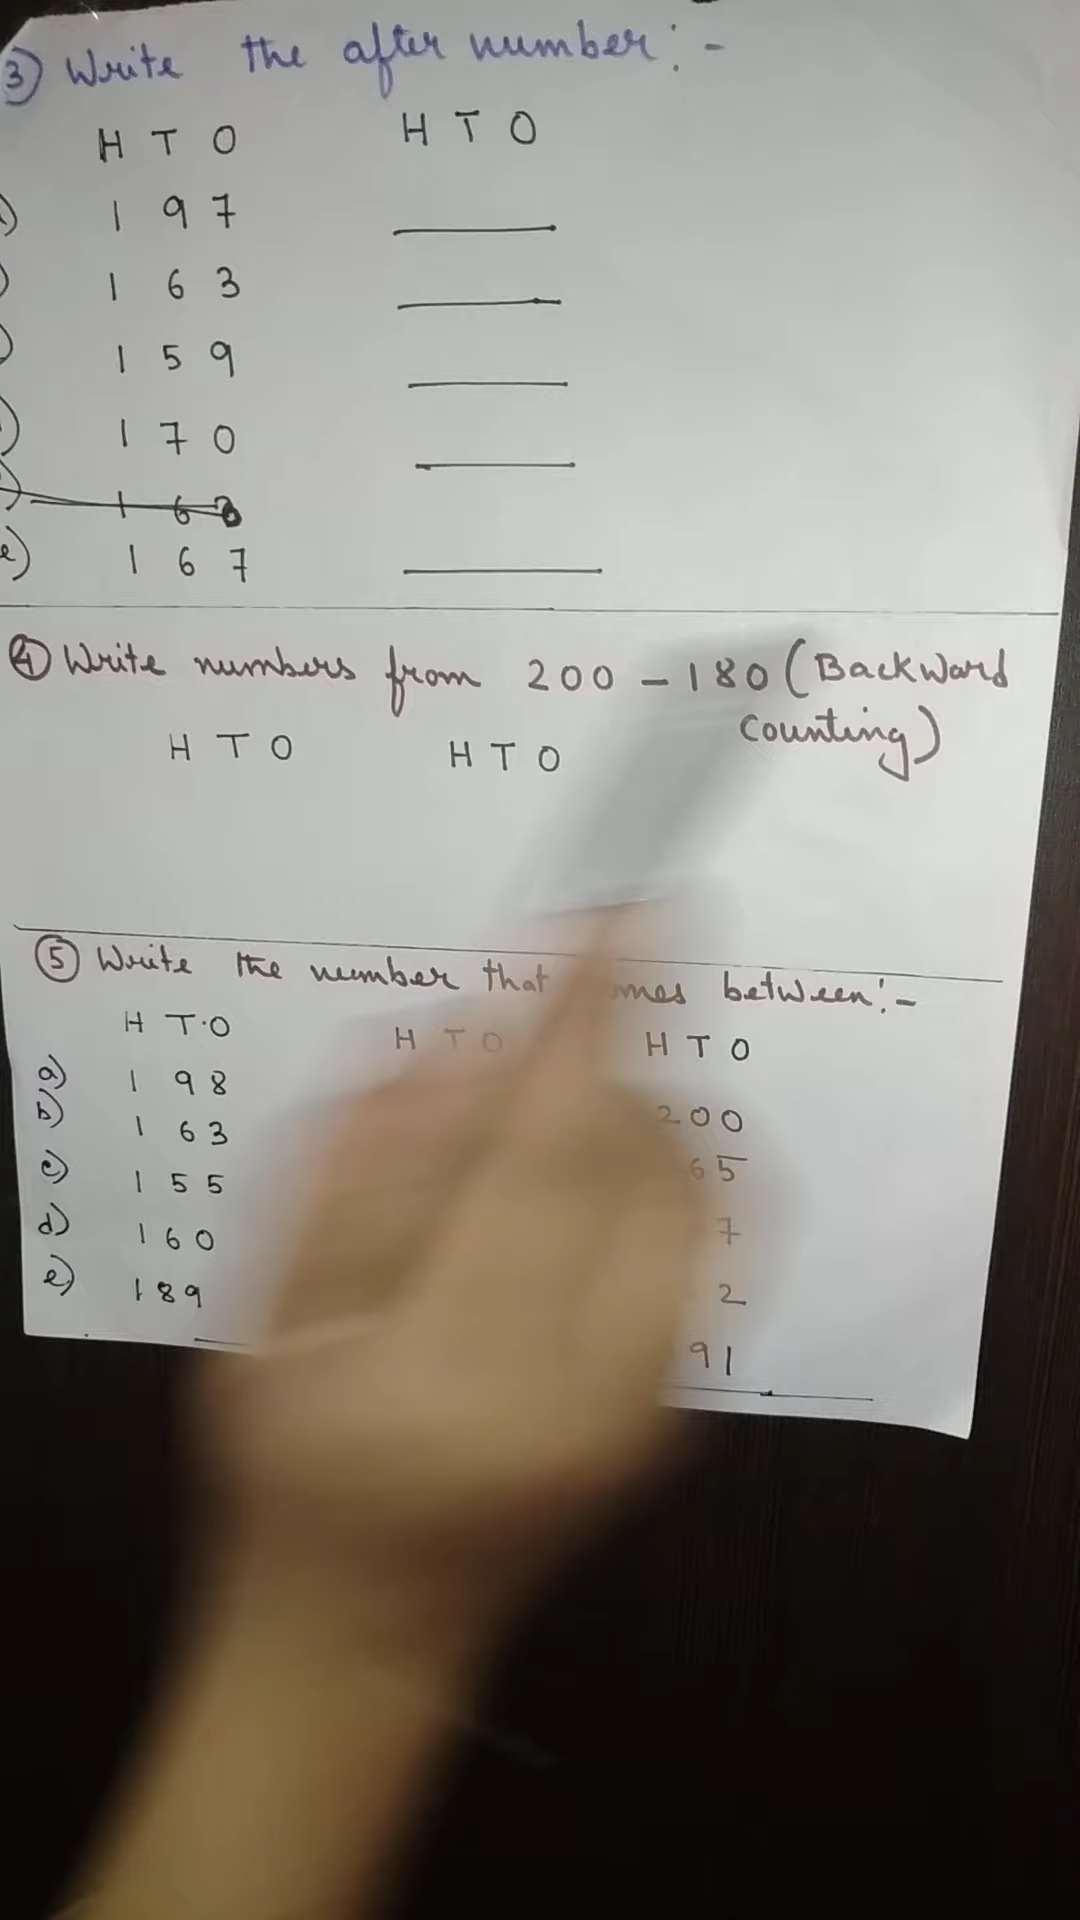 3) Write the after number:-
H T O H T O
1 9 7
1 6 3
1 5 9
1 7 0
e) 1 6 7
4) Write numbers from 200 - 180 (Backward
Counting)
H T O H T O
5) Write the number that between:-
H T.O H T O H T O
a) 1 9 8 200
b) 1 6 3 65
c) 1 5 5 7
d) 1 6 0 2
e) 1 8 9 91